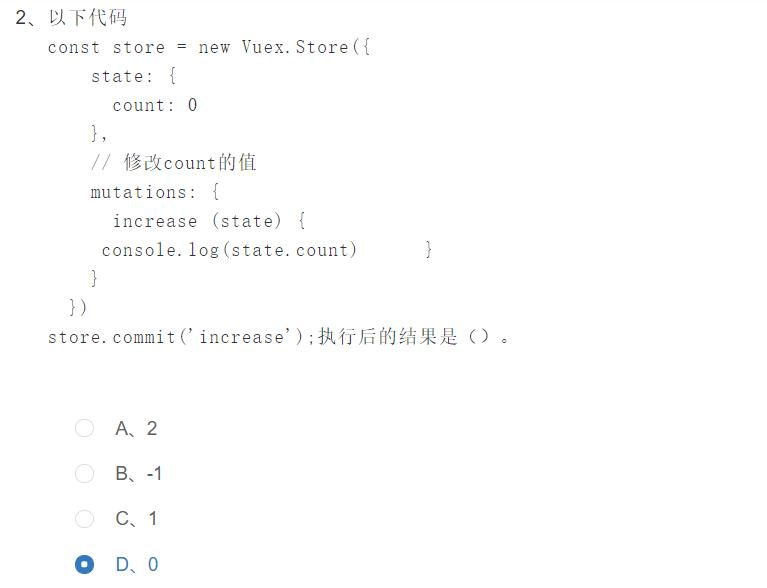 2、以下代码
const store = new Vuex.Store({
state: {
count: 0
},
// 修改count的值
mutations: {
increase (state) {
console.log(state.count) }
}
})
store.commit('increase');执行后的结果是（）。
A、2
B、-1
C、1
D、0